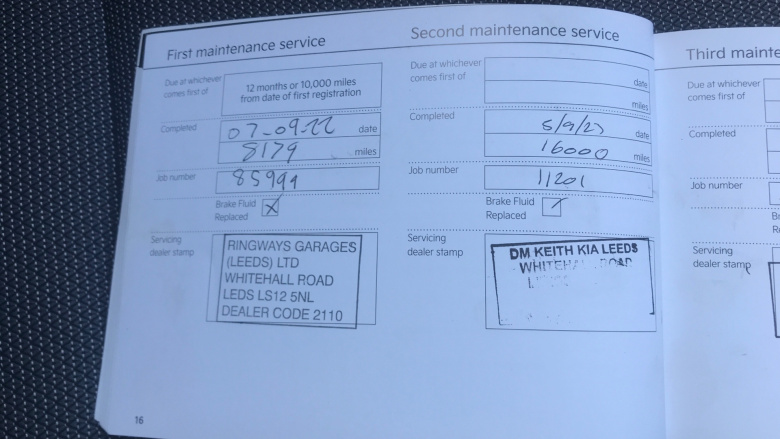 First maintenance service
Due at whichever
comes first of
12 months or 10,000 miles
from date of first registration
Completed
07-09-22 date
8179 miles
Job number
85999
Brake Fluid
Replaced
Servicing
dealer stamp
RINGWAYS GARAGES
(LEEDS) LTD
WHITEHALL ROAD
LEDS LS12 5NL
DEALER CODE 2110
16
Second maintenance service
Due at whichever
comes first of
date
miles
Completed
5/9/23 date
16000 miles
Job number
11201
Brake Fluid
Replaced
Servicing
dealer stamp
DM KEITH KIA LEEDS
Third mainte
Due at whichever
comes first of
Completed
Job number
Servicing
dealer stamp